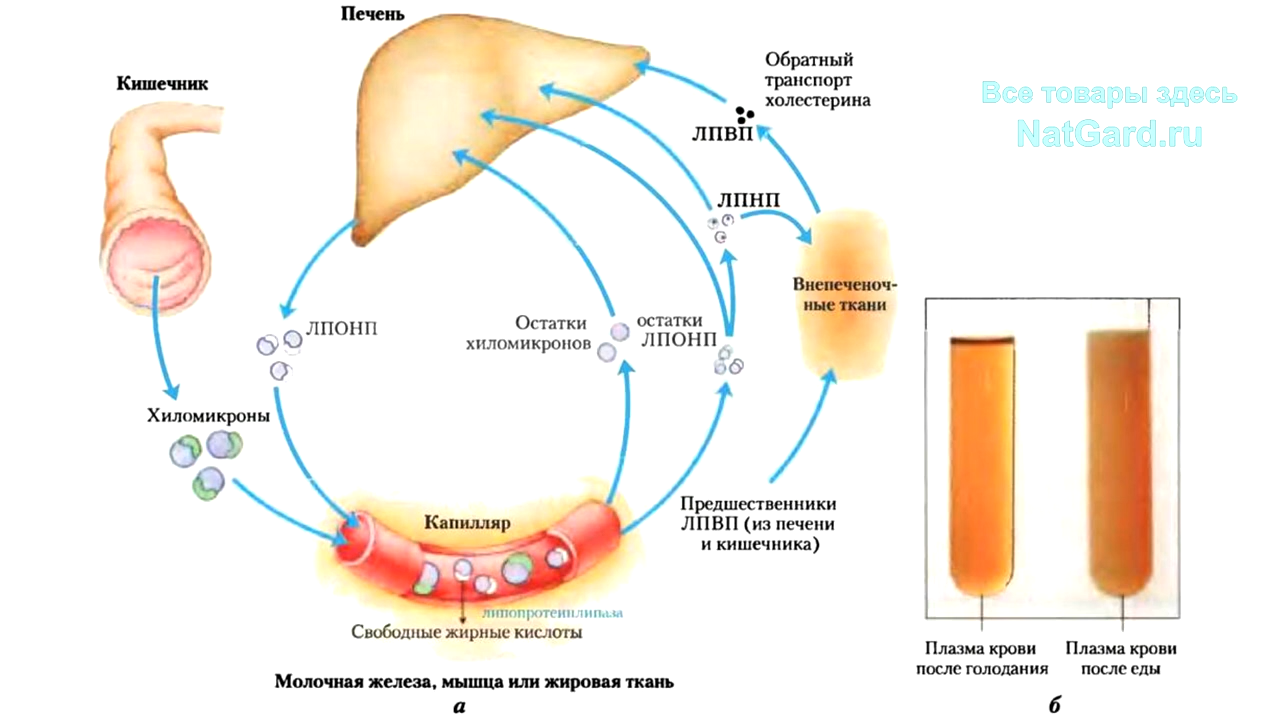 Печень
Кишечник
Обратный
транспорт
холестерина
ЛПВП
Все товары здесь
NatGard.ru
ЛПНП
Внепеченоч-
ные ткани
ЛПОНП
Остатки
хиломикронов
остатки
ЛПОНП
Хиломикроны
Капилляр
Предшественники
ЛПВП (из печени
и кишечника)
липопротеинлипаза
Свободные жирные кислоты
Молочная железа, мышца или жировая ткань
а
Плазма крови
после голодания
Плазма крови
после еды
б